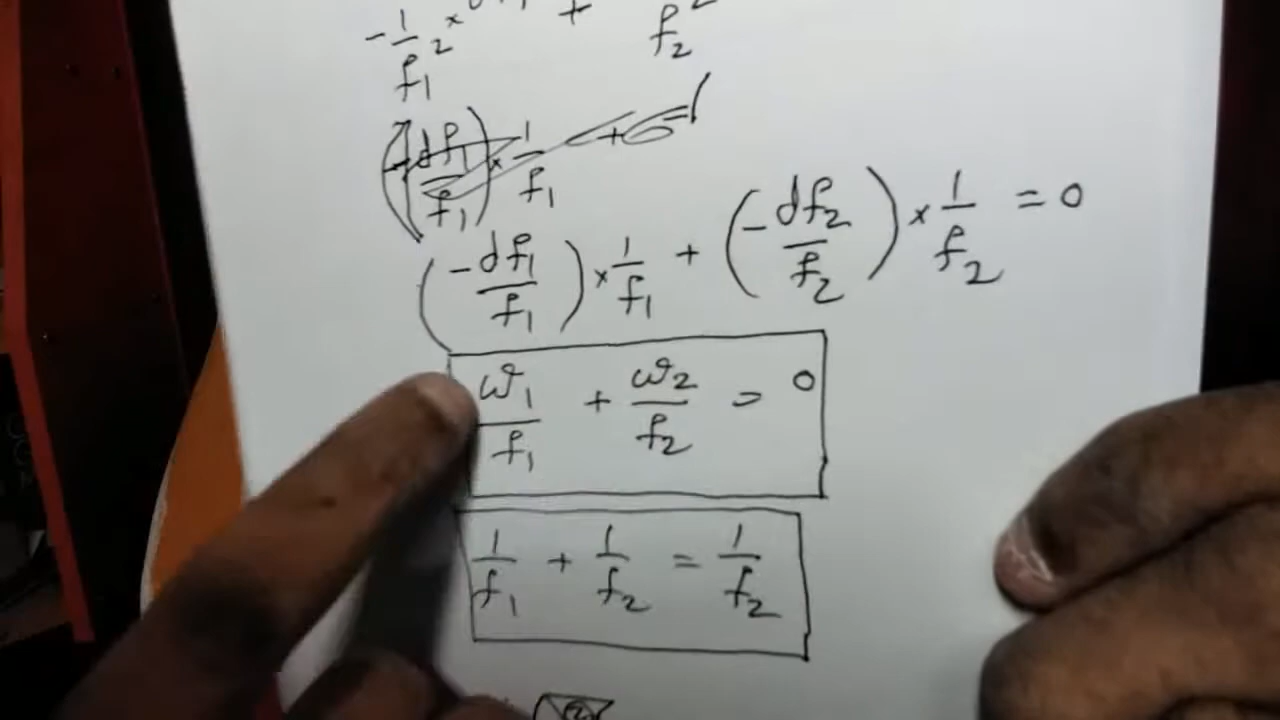 -1/f₁² × + f₂²
(-df₁/f₁) × 1/f₁ + (-df₂/f₂) × 1/f₂ = 0
ω₁/f₁ + ω₂/f₂ = 0
1/f₁ + 1/f₂ = 1/f₂